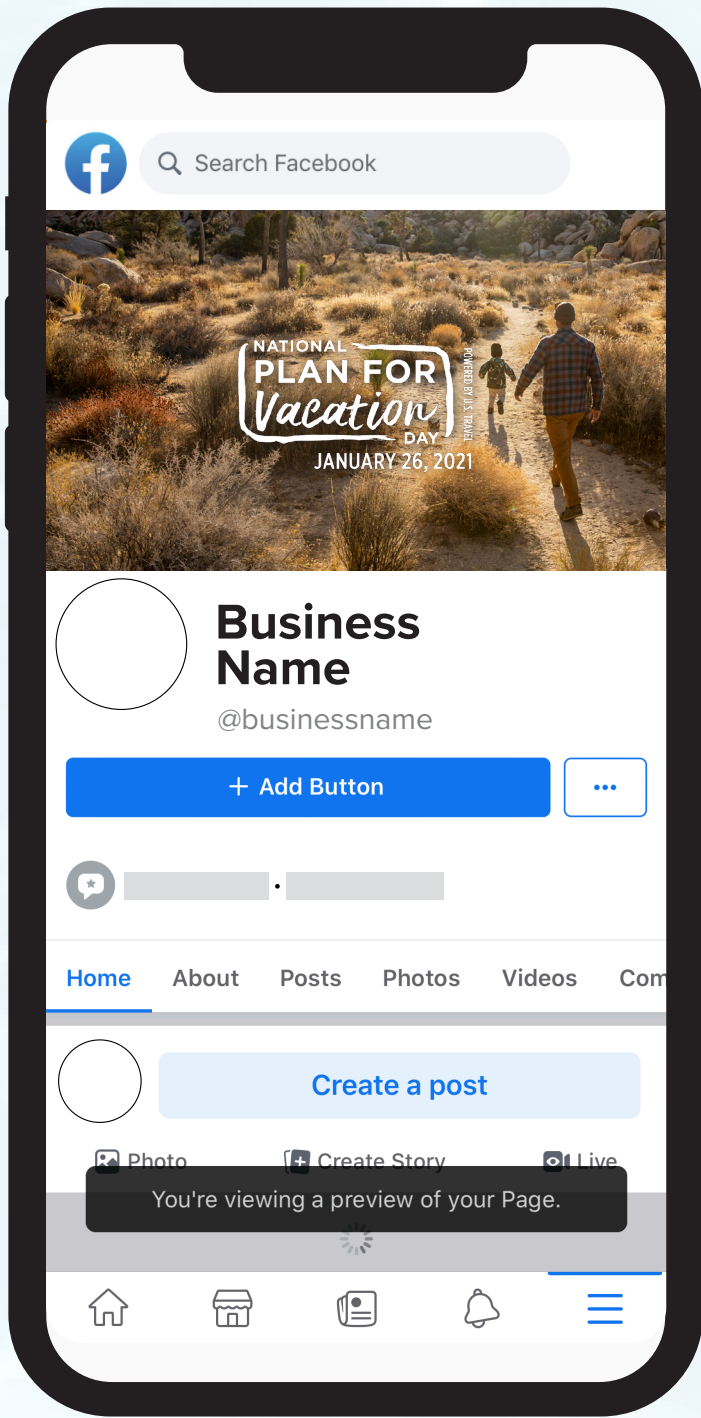 Search Facebook
NATIONAL
PLAN FOR
Vacation
DAY
POWERED BY U.S. TRAVEL
JANUARY 26, 2021
Business
Name
@businessname
+ Add Button
...
Home About Posts Photos Videos Com
Create a post
Photo Create Story Live
You're viewing a preview of your Page.